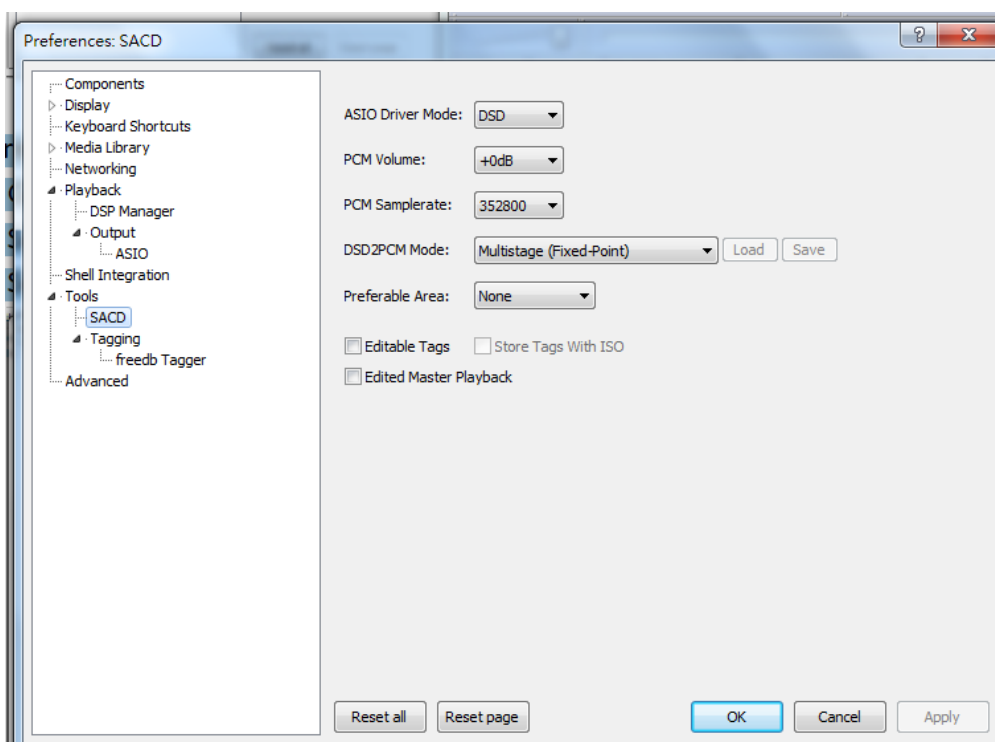 Preferences: SACD
Components
Display
Keyboard Shortcuts
Media Library
Networking
Playback
DSP Manager
Output
ASIO
Shell Integration
Tools
SACD
Tagging
freedb Tagger
Advanced
ASIO Driver Mode: DSD
PCM Volume: +0dB
PCM Samplerate: 352800
DSD2PCM Mode: Multistage (Fixed-Point) Load Save
Preferable Area: None
Editable Tags Store Tags With ISO
Edited Master Playback
Reset all Reset page OK Cancel Apply